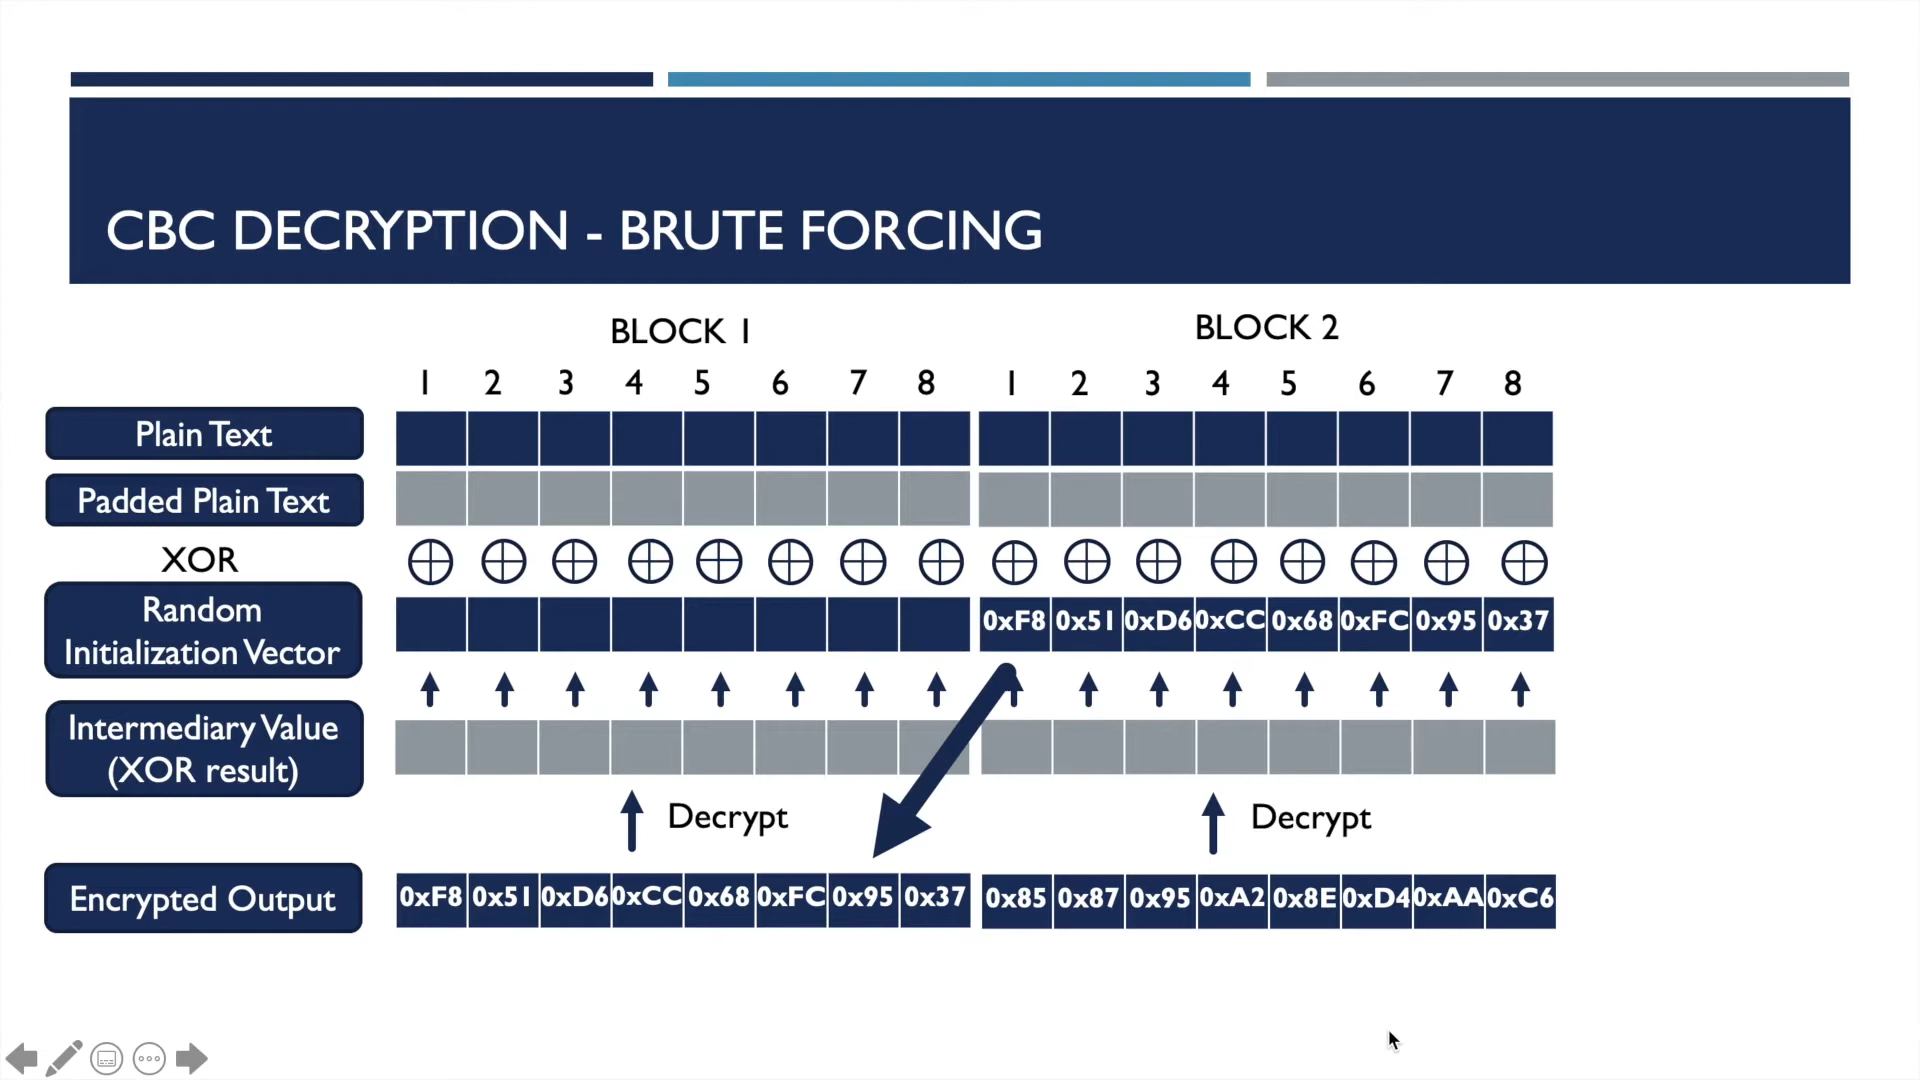 CBC DECRYPTION - BRUTE FORCING
BLOCK 1 BLOCK 2
1 2 3 4 5 6 7 8 1 2 3 4 5 6 7 8
Plain Text
Padded Plain Text
XOR
Random
Initialization Vector
0xF8 0x51 0xD6 0xCC 0x68 0xFC 0x95 0x37
Intermediary Value
(XOR result)
Decrypt Decrypt
Encrypted Output
0xF8 0x51 0xD6 0xCC 0x68 0xFC 0x95 0x37 0x85 0x87 0x95 0xA2 0x8E 0xD4 0xAA 0xC6